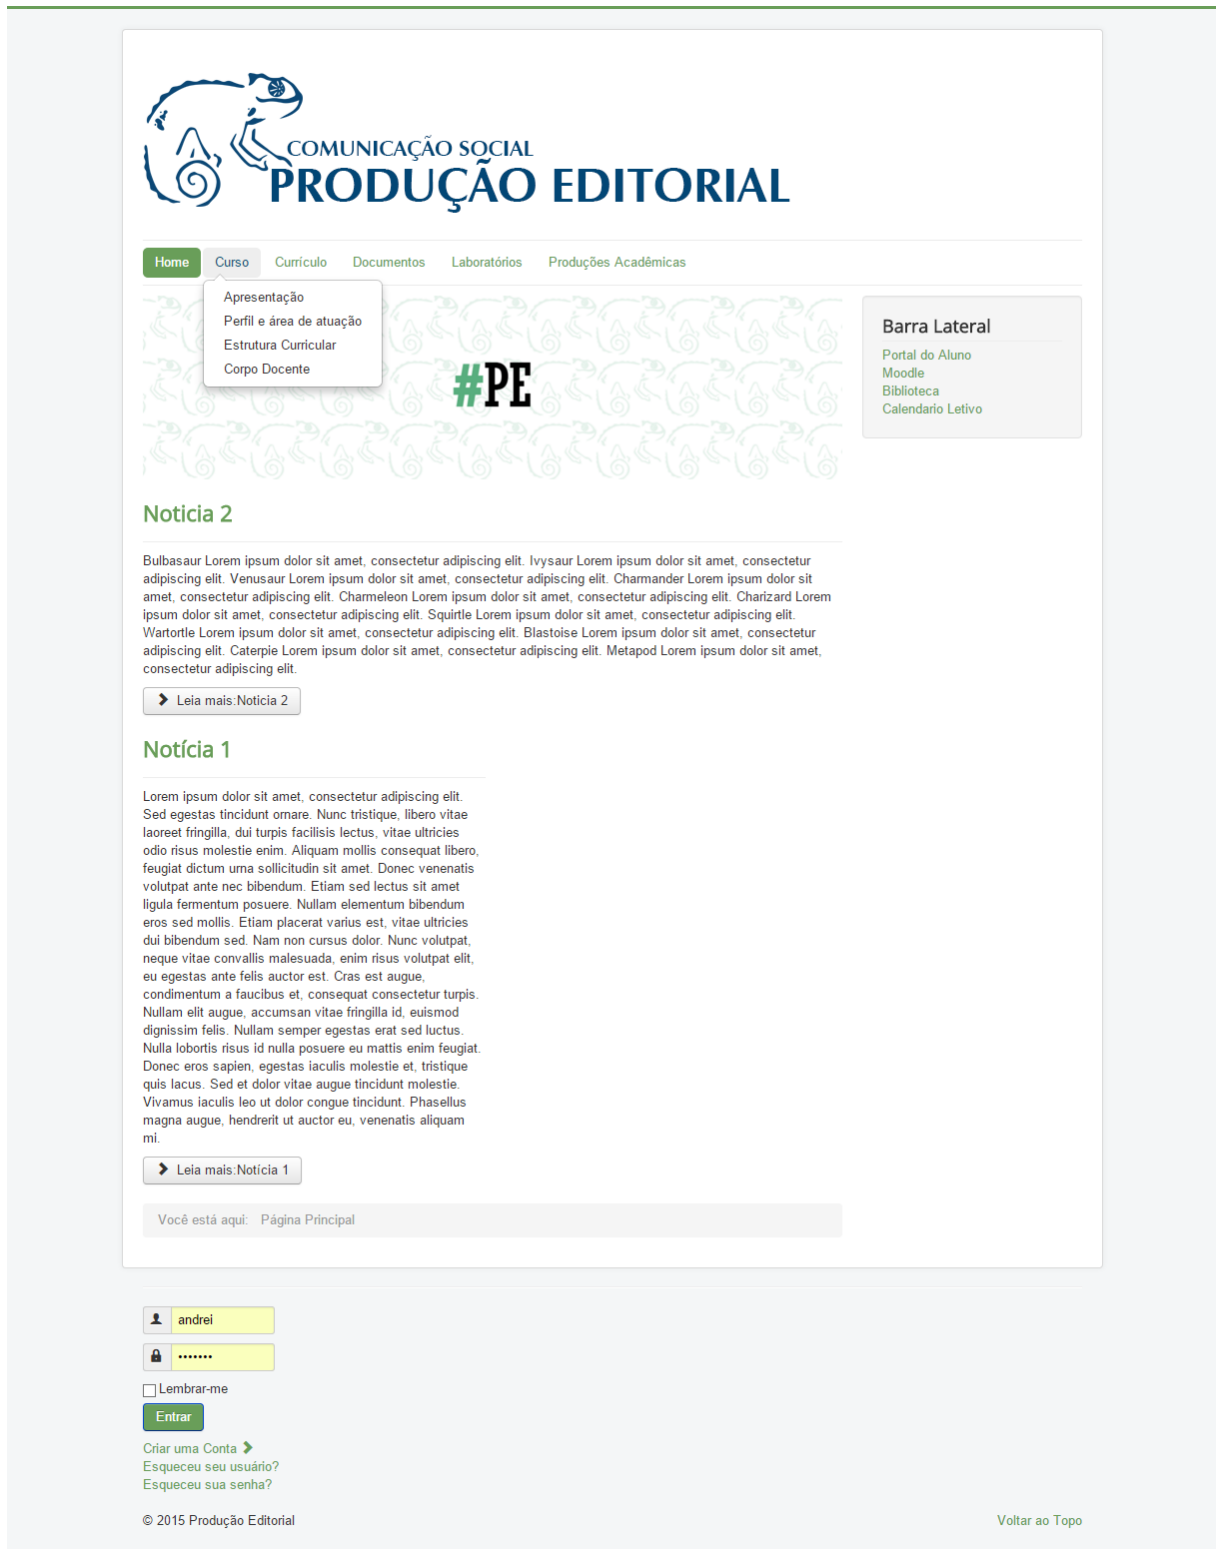 COMUNICAÇÃO SOCIAL
PRODUÇÃO EDITORIAL
Home Curso Currículo Documentos Laboratórios Produções Acadêmicas
Apresentação
Perfil e área de atuação
Estrutura Curricular
Corpo Docente
#PE
Barra Lateral
Portal do Aluno
Moodle
Biblioteca
Calendario Letivo
Noticia 2
Bulbasaur Lorem ipsum dolor sit amet, consectetur adipiscing elit. Ivysaur Lorem ipsum dolor sit amet, consectetur
adipiscing elit. Venusaur Lorem ipsum dolor sit amet, consectetur adipiscing elit. Charmander Lorem ipsum dolor sit
amet, consectetur adipiscing elit. Charmeleon Lorem ipsum dolor sit amet, consectetur adipiscing elit. Charizard Lorem
ipsum dolor sit amet, consectetur adipiscing elit. Squirtle Lorem ipsum dolor sit amet, consectetur adipiscing elit.
Wartortle Lorem ipsum dolor sit amet, consectetur adipiscing elit. Blastoise Lorem ipsum dolor sit amet, consectetur
adipiscing elit. Caterpie Lorem ipsum dolor sit amet, consectetur adipiscing elit. Metapod Lorem ipsum dolor sit amet,
consectetur adipiscing elit.
Leia mais:Noticia 2
Notícia 1
Lorem ipsum dolor sit amet, consectetur adipiscing elit.
Sed egestas tincidunt ornare. Nunc tristique, libero vitae
laoreet fringilla, dui turpis facilisis lectus, vitae ultricies
odio risus molestie enim. Aliquam mollis consequat libero,
feugiat dictum urna sollicitudin sit amet. Donec venenatis
volutpat ante nec bibendum. Etiam sed lectus sit amet
ligula fermentum posuere. Nullam elementum bibendum
eros sed mollis. Etiam placerat varius est, vitae ultricies
dui bibendum sed. Nam non cursus dolor. Nunc volutpat,
neque vitae convallis malesuada, enim risus volutpat elit,
eu egestas ante felis auctor est. Cras est augue,
condimentum a faucibus et, consequat consectetur turpis.
Nullam elit augue, accumsan vitae fringilla id, euismod
dignissim felis. Nullam semper egestas erat sed luctus.
Nulla lobortis risus id nulla posuere eu mattis enim feugiat.
Donec eros sapien, egestas iaculis molestie et, tristique
quis lacus. Sed et dolor vitae augue tincidunt molestie.
Vivamus iaculis leo ut dolor congue tincidunt. Phasellus
magna augue, hendrerit ut auctor eu, venenatis aliquam
mi.
Leia mais:Notícia 1
Você está aqui: Página Principal
andrei
•••••••
Lembrar-me
Entrar
Criar uma Conta
Esqueceu seu usuário?
Esqueceu sua senha?
© 2015 Produção Editorial
Voltar ao Topo